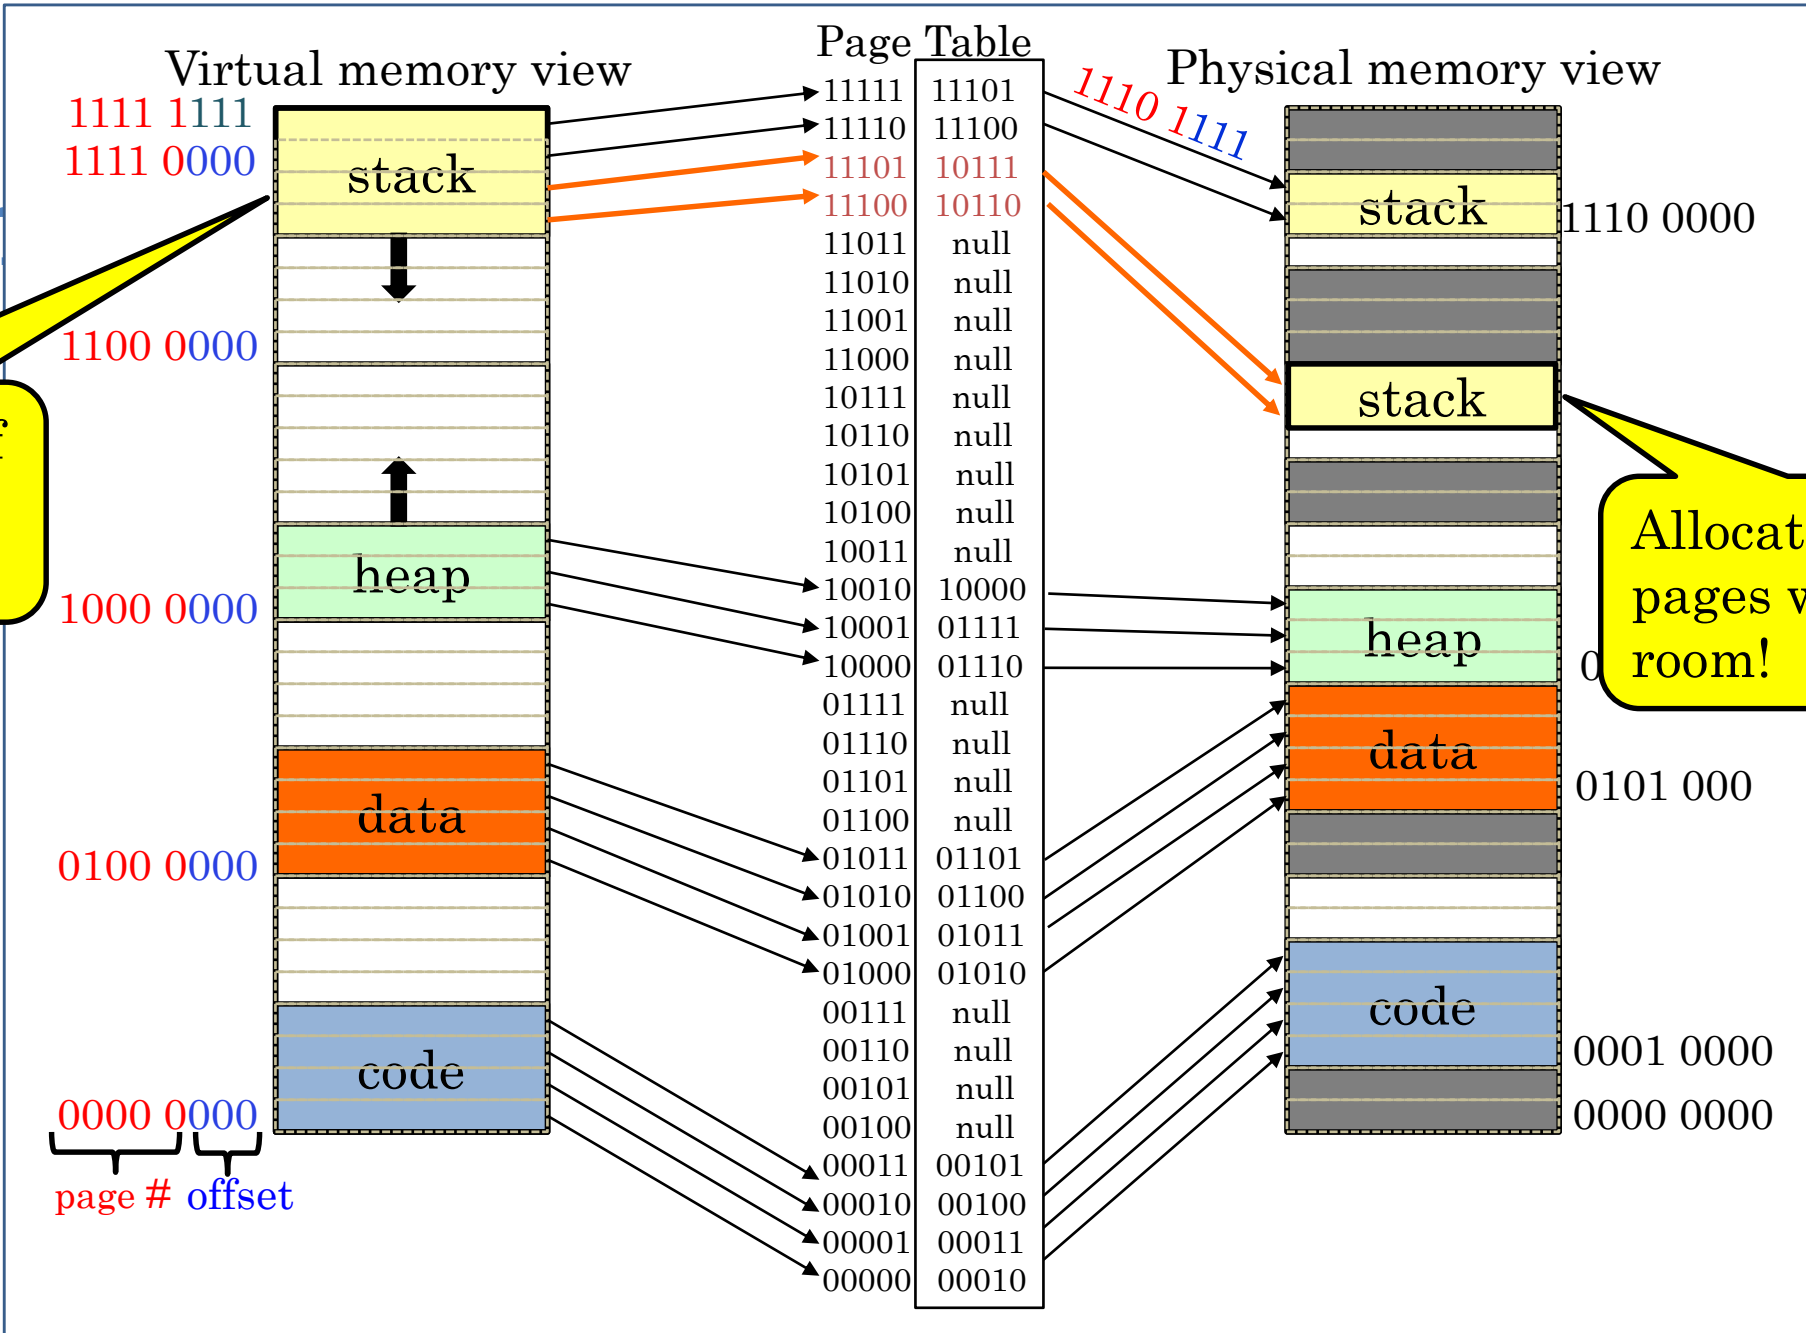 Page Table
Virtual memory view
Physical memory view
1111 1111
1111 0000
1100 0000
1000 0000
0100 0000
0000 0000
page # offset
stack
heap
data
code
11111 11101
11110 11100
11101 10111
11100 10110
11011 null
11010 null
11001 null
11000 null
10111 null
10110 null
10101 null
10100 null
10011 null
10010 10000
10001 01111
10000 01110
01111 null
01110 null
01101 null
01100 null
01011 01101
01010 01100
01001 01011
01000 01010
00111 null
00110 null
00101 null
00100 null
00011 00101
00010 00100
00001 00011
00000 00010
1110 1111
stack
1110 0000
stack
heap
0
data
0101 000
code
0001 0000
0000 0000
Allocat
pages
room!